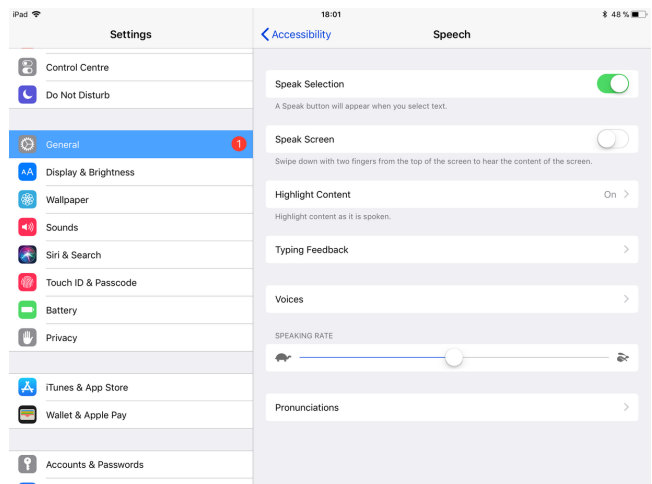 iPad 18:01 48 %
Settings
Accessibility Speech
Control Centre
Do Not Disturb
General 1
AA Display & Brightness
Wallpaper
Sounds
Siri & Search
Touch ID & Passcode
Battery
Privacy
iTunes & App Store
Wallet & Apple Pay
Accounts & Passwords
Speak Selection
A Speak button will appear when you select text.
Speak Screen
Swipe down with two fingers from the top of the screen to hear the content of the screen.
Highlight Content On
Highlight content as it is spoken.
Typing Feedback
Voices
SPEAKING RATE
Pronunciations